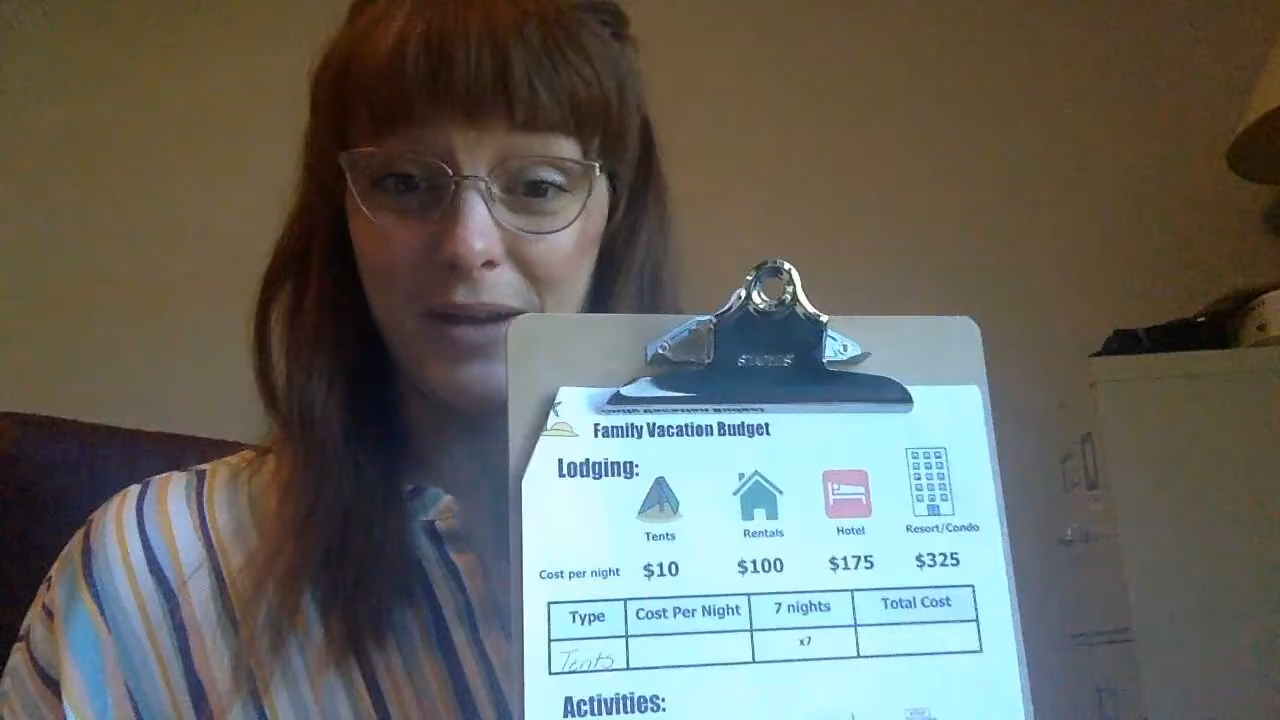 STAPLES
Family Vacation Budget
Lodging:
Tents Rentals Hotel Resort/Condo
Cost per night $10 $100 $175 $325
Type Cost Per Night 7 nights Total Cost
Tents x7
Activities: